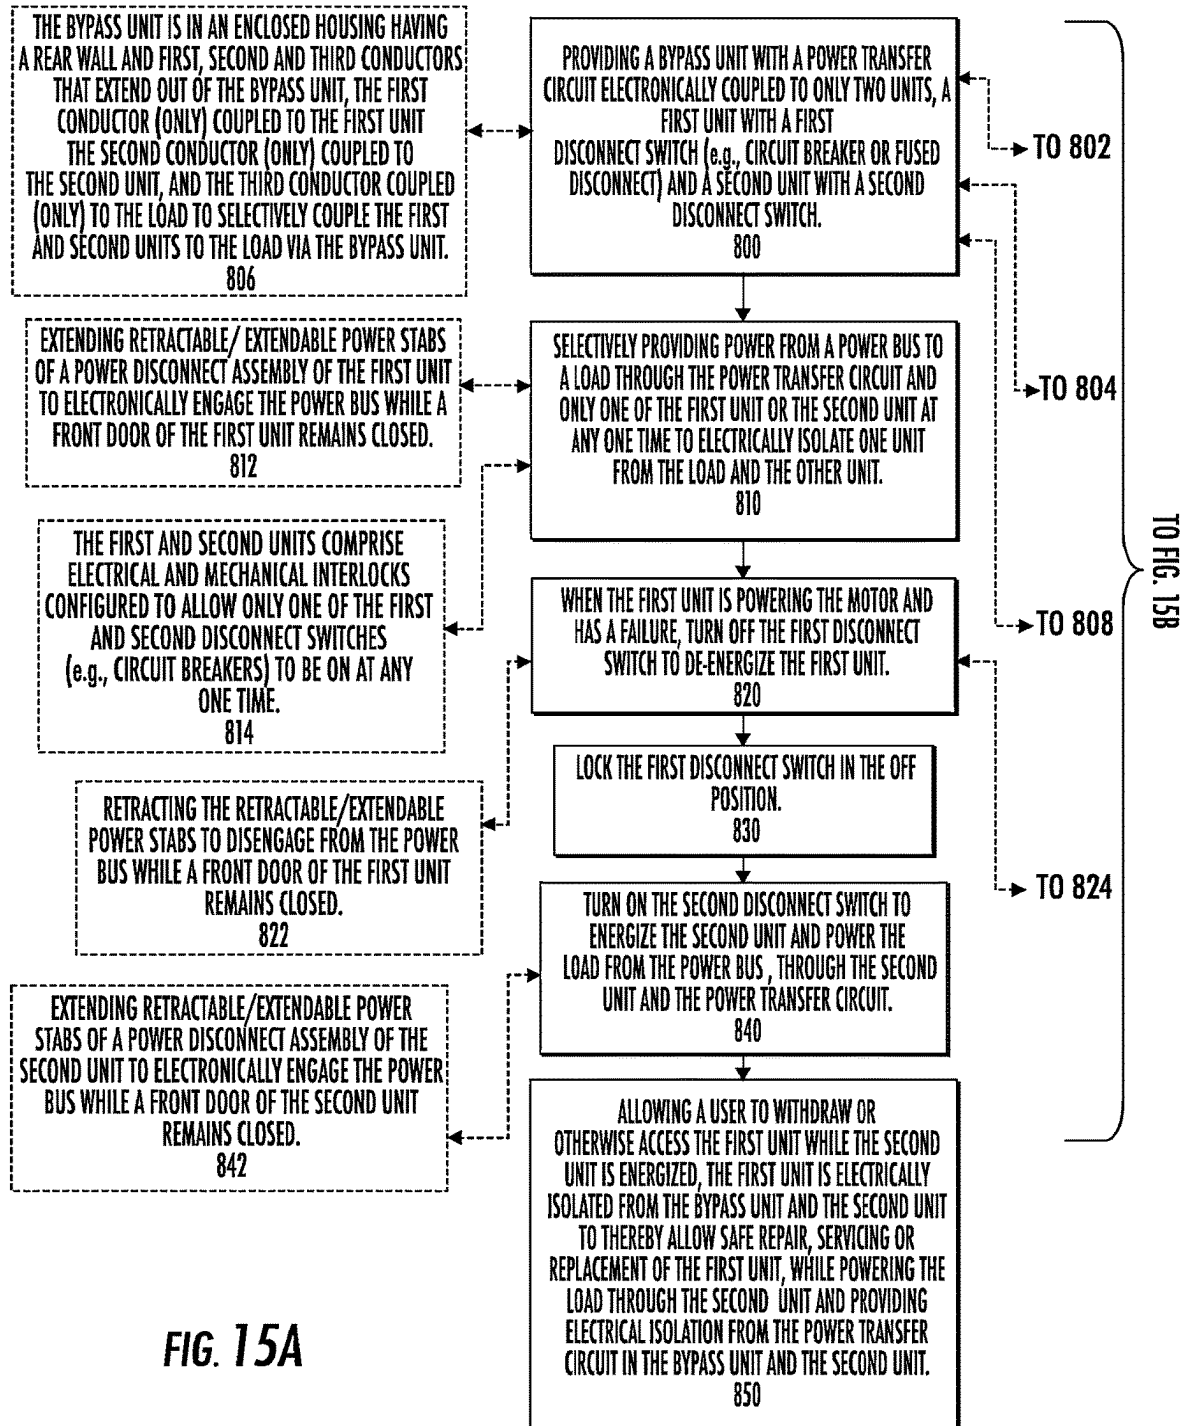 THE BYPASS UNIT IS IN AN ENCLOSED HOUSING HAVING
A REAR WALL AND FIRST, SECOND AND THIRD CONDUCTORS
THAT EXTEND OUT OF THE BYPASS UNIT, THE FIRST
CONDUCTOR (ONLY) COUPLED TO THE FIRST UNIT
THE SECOND CONDUCTOR (ONLY) COUPLED TO
THE SECOND UNIT, AND THE THIRD CONDUCTOR COUPLED
(ONLY) TO THE LOAD TO SELECTIVELY COUPLE THE FIRST
AND SECOND UNITS TO THE LOAD VIA THE BYPASS UNIT.
806
PROVIDING A BYPASS UNIT WITH A POWER TRANSFER
CIRCUIT ELECTRONICALLY COUPLED TO ONLY TWO UNITS, A
FIRST UNIT WITH A FIRST
DISCONNECT SWITCH (e.g., CIRCUIT BREAKER OR FUSED
DISCONNECT) AND A SECOND UNIT WITH A SECOND
DISCONNECT SWITCH.
800
TO 802
TO 804
TO 808
TO 824
TO FIG. 15B
EXTENDING RETRACTABLE/ EXTENDABLE POWER STABS
OF A POWER DISCONNECT ASSEMBLY OF THE FIRST UNIT
TO ELECTRONICALLY ENGAGE THE POWER BUS WHILE A
FRONT DOOR OF THE FIRST UNIT REMAINS CLOSED.
812
SELECTIVELY PROVIDING POWER FROM A POWER BUS TO
A LOAD THROUGH THE POWER TRANSFER CIRCUIT AND
ONLY ONE OF THE FIRST UNIT OR THE SECOND UNIT AT
ANY ONE TIME TO ELECTRICALLY ISOLATE ONE UNIT
FROM THE LOAD AND THE OTHER UNIT.
810
THE FIRST AND SECOND UNITS COMPRISE
ELECTRICAL AND MECHANICAL INTERLOCKS
CONFIGURED TO ALLOW ONLY ONE OF THE FIRST
AND SECOND DISCONNECT SWITCHES
(e.g., CIRCUIT BREAKERS) TO BE ON AT ANY
ONE TIME.
814
WHEN THE FIRST UNIT IS POWERING THE MOTOR AND
HAS A FAILURE, TURN OFF THE FIRST DISCONNECT
SWITCH TO DE-ENERGIZE THE FIRST UNIT.
820
LOCK THE FIRST DISCONNECT SWITCH IN THE OFF
POSITION.
830
RETRACTING THE RETRACTABLE/EXTENDABLE
POWER STABS TO DISENGAGE FROM THE POWER
BUS WHILE A FRONT DOOR OF THE FIRST UNIT
REMAINS CLOSED.
822
TURN ON THE SECOND DISCONNECT SWITCH TO
ENERGIZE THE SECOND UNIT AND POWER THE
LOAD FROM THE POWER BUS , THROUGH THE SECOND
UNIT AND THE POWER TRANSFER CIRCUIT.
840
EXTENDING RETRACTABLE/EXTENDABLE POWER
STABS OF A POWER DISCONNECT ASSEMBLY OF THE
SECOND UNIT TO ELECTRONICALLY ENGAGE THE POWER
BUS WHILE A FRONT DOOR OF THE SECOND UNIT
REMAINS CLOSED.
842
ALLOWING A USER TO WITHDRAW OR
OTHERWISE ACCESS THE FIRST UNIT WHILE THE SECOND
UNIT IS ENERGIZED, THE FIRST UNIT IS ELECTRICALLY
ISOLATED FROM THE BYPASS UNIT AND THE SECOND UNIT
TO THEREBY ALLOW SAFE REPAIR, SERVICING OR
REPLACEMENT OF THE FIRST UNIT, WHILE POWERING THE
LOAD THROUGH THE SECOND UNIT AND PROVIDING
ELECTRICAL ISOLATION FROM THE POWER TRANSFER
CIRCUIT IN THE BYPASS UNIT AND THE SECOND UNIT.
850
FIG. 15A